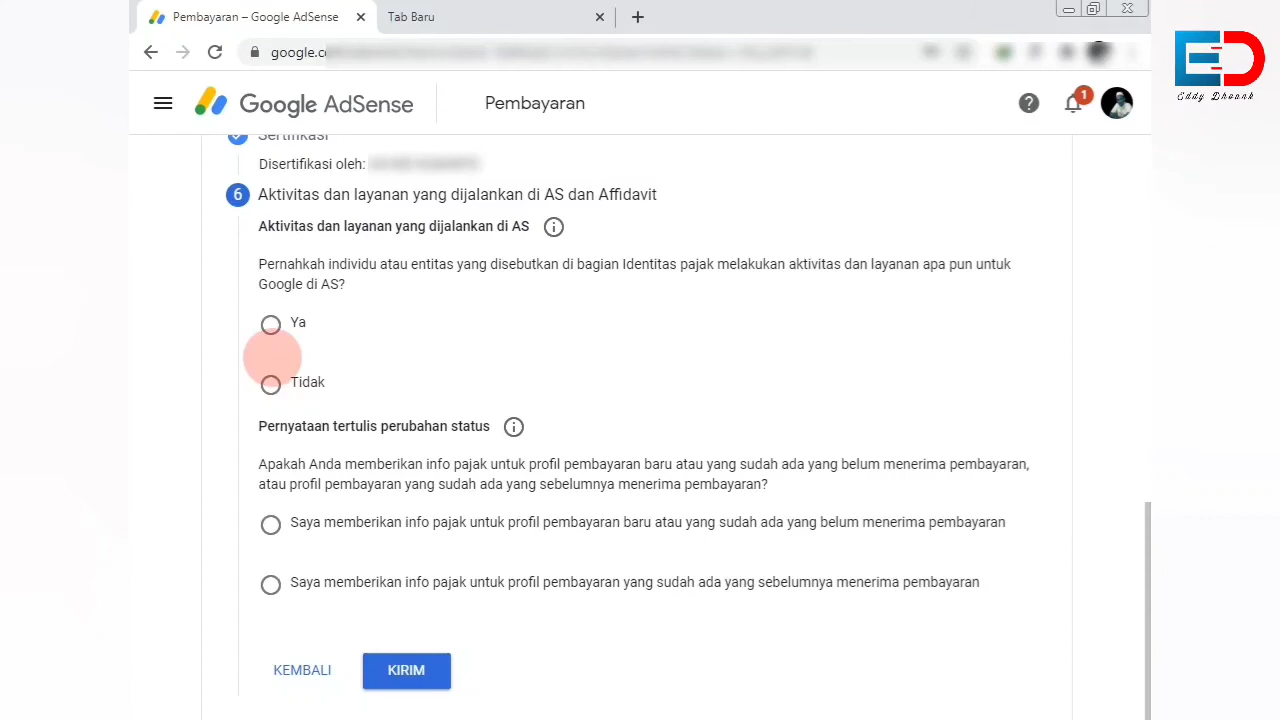 Pembayaran – Google AdSense
Tab Baru
google.co
Google AdSense
Pembayaran
1
Eddy Dhuank
Sertifikasi
Disertifikasi oleh:
6 Aktivitas dan layanan yang dijalankan di AS dan Affidavit
Aktivitas dan layanan yang dijalankan di AS
Pernahkah individu atau entitas yang disebutkan di bagian Identitas pajak melakukan aktivitas dan layanan apa pun untuk
Google di AS?
Ya
Tidak
Pernyataan tertulis perubahan status
Apakah Anda memberikan info pajak untuk profil pembayaran baru atau yang sudah ada yang belum menerima pembayaran,
atau profil pembayaran yang sudah ada yang sebelumnya menerima pembayaran?
Saya memberikan info pajak untuk profil pembayaran baru atau yang sudah ada yang belum menerima pembayaran
Saya memberikan info pajak untuk profil pembayaran yang sudah ada yang sebelumnya menerima pembayaran
KEMBALI
KIRIM